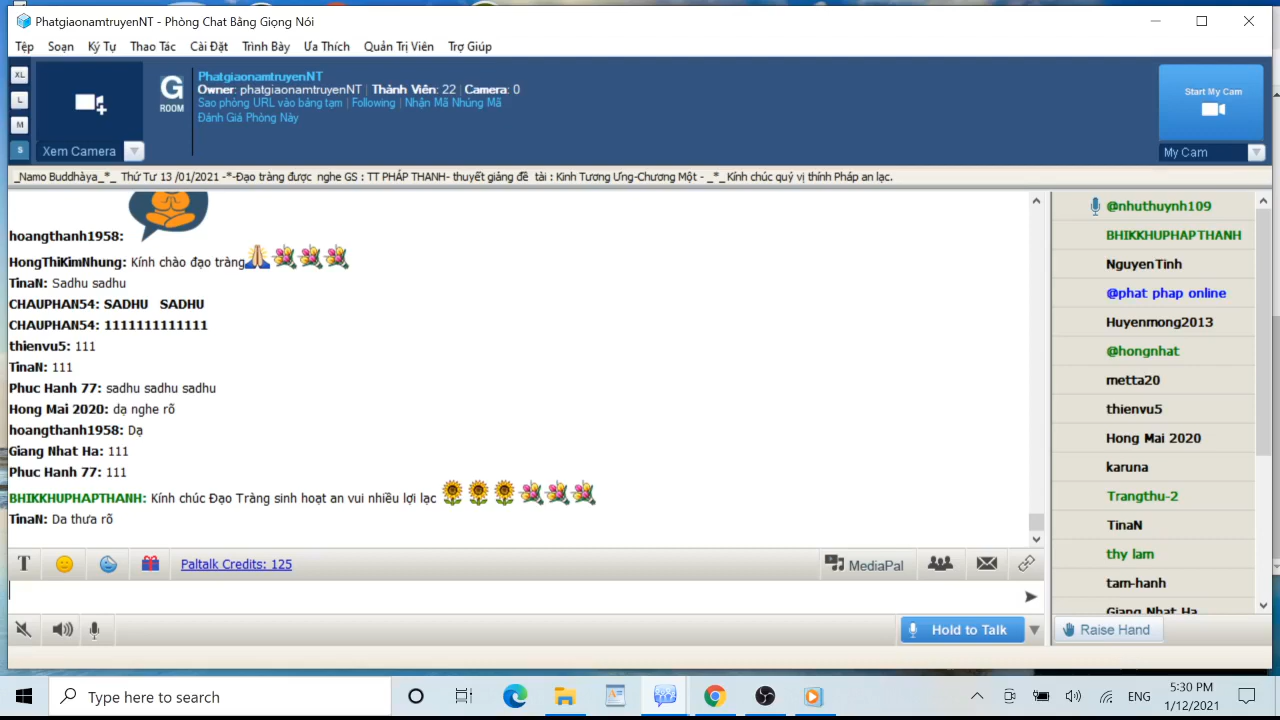 PhatgiaonamtruyenNT - Phòng Chat Bằng Giọng Nói
Tệp Soạn Ký Tự Thao Tác Cài Đặt Trình Bày Ưa Thích Quản Trị Viên Trợ Giúp
XL
L
M
S
Xem Camera
G
ROOM
PhatgiaonamtruyenNT
Owner: phatgiaonamtruyenNT | Thành Viên: 22 | Camera: 0
Sao phỏng URL vào bảng tạm | Following | Nhận Mã Nhúng Mã
Đánh Giá Phòng Này
Start My Cam
My Cam
_Namo Buddhàya_*_ Thứ Tư 13 /01/2021 -*-Đạo tràng được nghe GS : TT PHÁP THANH- thuyết giảng đề tài : Kinh Tương Ưng-Chương Một - _*_ Kính chúc quý vị thính Pháp an lạc.
hoangthanh1958:
HongThiKimNhung: Kính chào đạo tràng
TinaN: Sadhu sadhu
CHAUPHAN54: SADHU SADHU
CHAUPHAN54: 1111111111111
thienvu5: 111
TinaN: 111
Phuc Hanh 77: sadhu sadhu sadhu
Hong Mai 2020: dạ nghe rõ
hoangthanh1958: Dạ
Giang Nhat Ha: 111
Phuc Hanh 77: 111
BHIKKHUPHAPTHANH: Kính chúc Đạo Tràng sinh hoạt an vui nhiều lợi lạc
TinaN: Da thưa rõ
@nhuthuynh109
BHIKKHUPHAPTHANH
NguyenTinh
@phat phap online
Huyenmong2013
@hongnhat
metta20
thienvu5
Hong Mai 2020
karuna
Trangthu-2
TinaN
thy lam
tam-hanh
Giang Nhat Ha
T Paltalk Credits: 125 MediaPal
Hold to Talk
Raise Hand
Type here to search
ENG
5:30 PM
1/12/2021